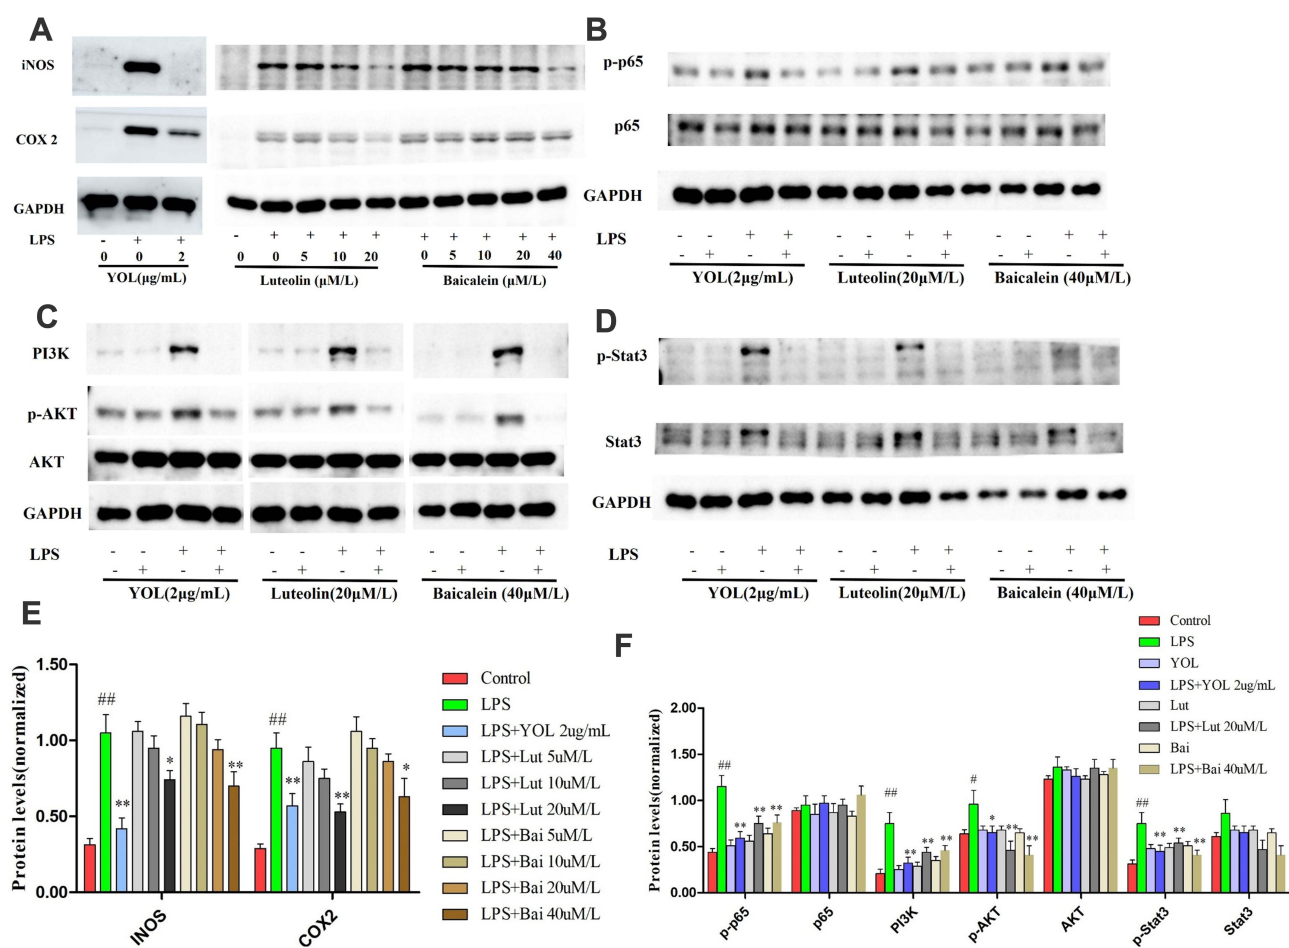 A
iNOS
COX 2
GAPDH
LPS
- + + - + + + + + + + + +
0 0 2 0 0 5 10 20 0 5 10 20 40
YOL(μg/mL) Luteolin (μM/L) Baicalein (μM/L)
B
p-p65
p65
GAPDH
LPS
- - + + - - + + - - + +
- + - + - + - + - + - +
YOL(2μg/mL) Luteolin(20μM/L) Baicalein (40μM/L)
C
PI3K
p-AKT
AKT
GAPDH
LPS
- - + + - - + + - - + +
- + - + - + - + - + - +
YOL(2μg/mL) Luteolin(20μM/L) Baicalein (40μM/L)
D
p-Stat3
Stat3
GAPDH
LPS
- - + + - - + + - - + +
- + - + - + - + - + - +
YOL(2μg/mL) Luteolin(20μM/L) Baicalein (40μM/L)
E
Protein levels(normalized)
1.50
1.00
0.50
0.00
## ** * **
## ** ** *
INOS
COX2
Control
LPS
LPS+YOL 2ug/mL
LPS+Lut 5uM/L
LPS+Lut 10uM/L
LPS+Lut 20uM/L
LPS+Bai 5uM/L
LPS+Bai 10uM/L
LPS+Bai 20uM/L
LPS+Bai 40uM/L
F
Control
LPS
YOL
LPS+YOL 2ug/mL
Lut
LPS+Lut 20uM/L
Bai
LPS+Bai 40uM/L
Protein levels(normalized)
2.00
1.50
1.00
0.50
0.00
## ** ** **
## ** ** **
# * ** **
## ** ** **
p-p65
p65
PI3K
p-AKT
AKT
p-Stat3
Stat3